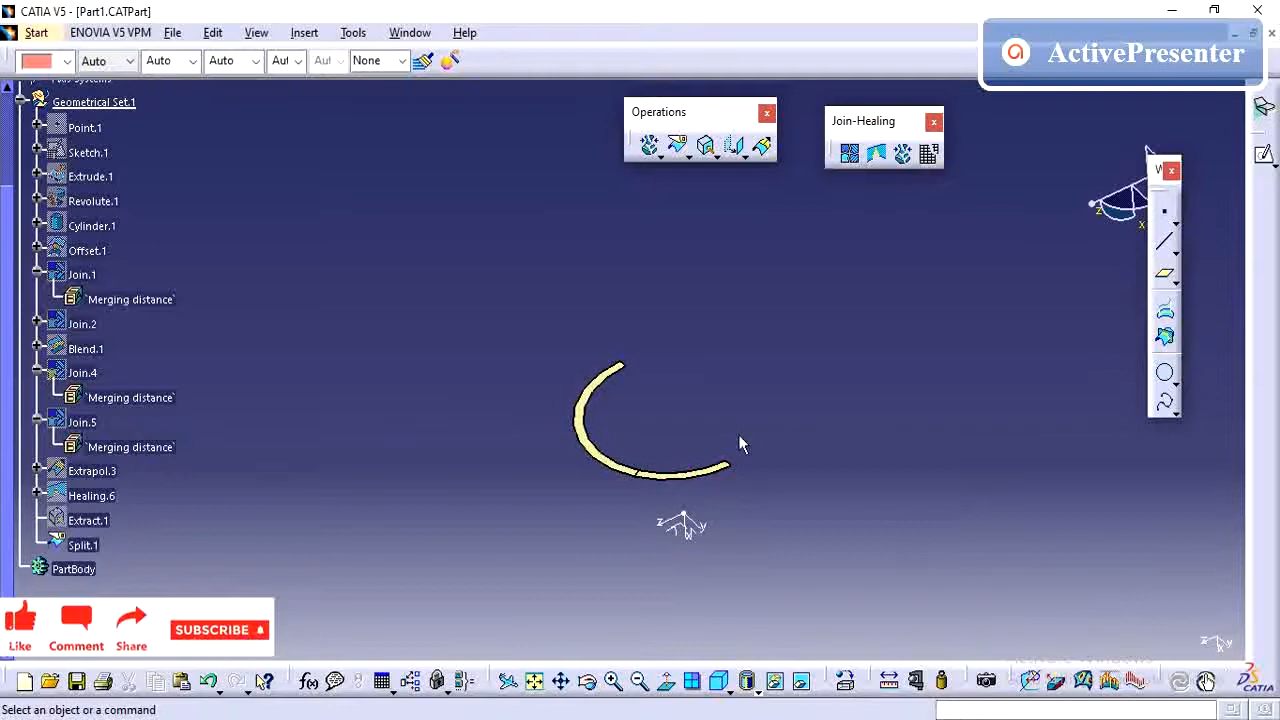 CATIA V5 - [Part1.CATPart]
Start ENOVIA V5 VPM File Edit View Insert Tools Window Help
ActivePresenter
Auto Auto Auto Aut Aut None
Geometrical Set.1
Operations
Join-Healing
Point.1
Sketch.1
Extrude.1
Revolute.1
Cylinder.1
Offset.1
Join.1
`Merging distance`
Join.2
Blend.1
Join.4
`Merging distance`
Join.5
`Merging distance`
Extrapol.3
Healing.6
Extract.1
Split.1
PartBody
W
z
x
z y
z y
Like Comment Share SUBSCRIBE
f(x)
CATIA
Select an object or a command